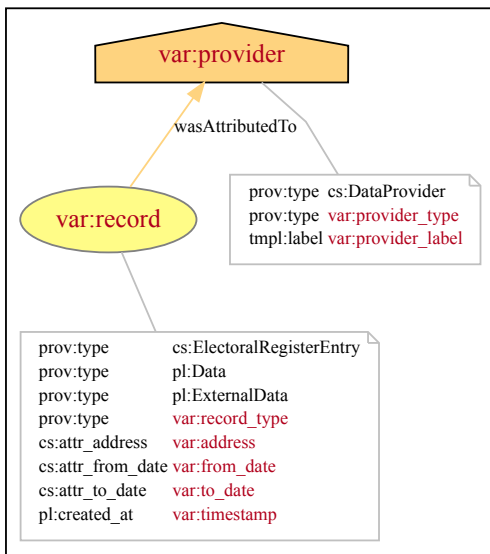 var:provider
wasAttributedTo
prov:type cs:DataProvider
prov:type var:provider_type
tmpl:label var:provider_label
var:record
prov:type cs:ElectoralRegisterEntry
prov:type pl:Data
prov:type pl:ExternalData
prov:type var:record_type
cs:attr_address var:address
cs:attr_from_date var:from_date
cs:attr_to_date var:to_date
pl:created_at var:timestamp